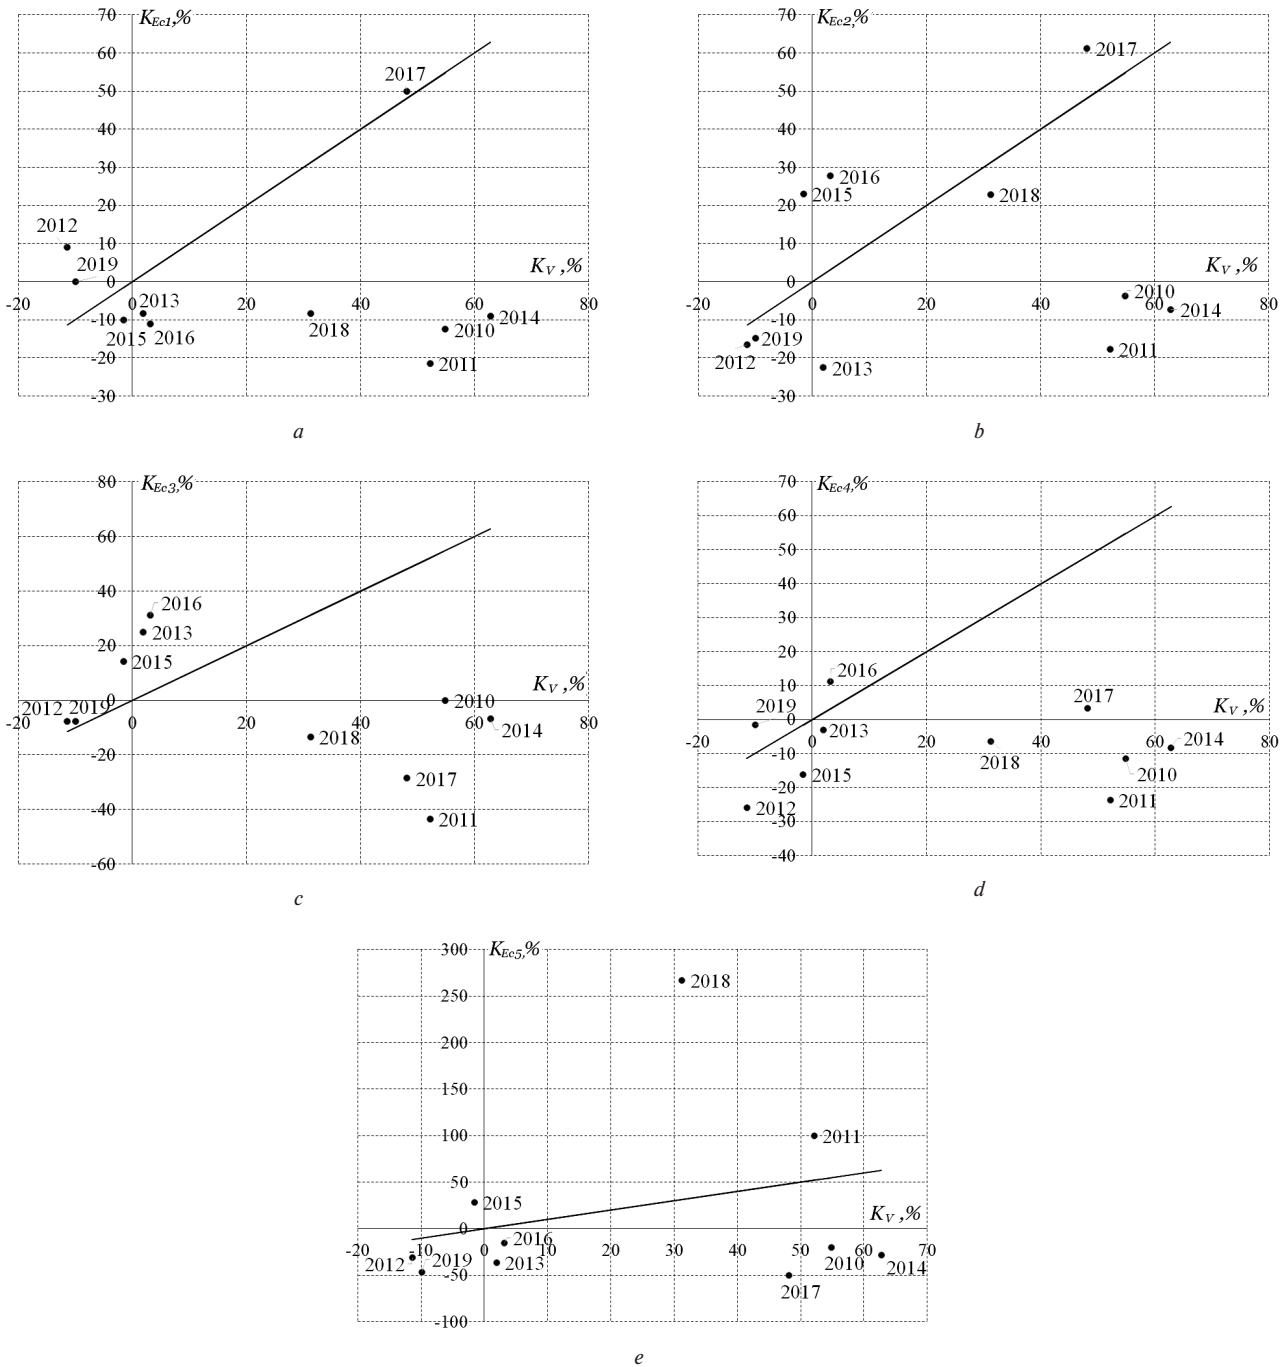 70 K_Ec1,%
60
2017
50
40
30
2012 20
10
2019 0 K_V ,%
-20 0 2013 20 40 60 80
-10 2014
2015 2016 2018 2010
-20 2011
-30
a
70 K_Ec2,%
60 2017
50
40
30
2016
2015 2018
20
10
0 K_V ,%
-20 0 20 40 2010 60 80
-10 2014
2012 2019
-20 2011
2013
-30
b
80 K_Ec3,%
60
40
2016
2013
20
2015
2012 2019 0 2010 K_V ,%
-20 0 20 40 60 80
2018 2014
-20
2017
-40 2011
-60
c
70 K_Ec4,%
60
50
40
30
20
2016
10
2019 2017
0 K_V ,%
-20 0 2013 20 40 60 80
-10 2014
2015 2018 2010
-20
2012 2011
-30
-40
d
300 K_Ec5,%
2018
250
200
150
100 2011
50
2015
0 K_V ,%
2016
-20 -10 0 10 20 30 40 50 60 70
2012 2019 2013 2010 2014
-50
2017
-100
e